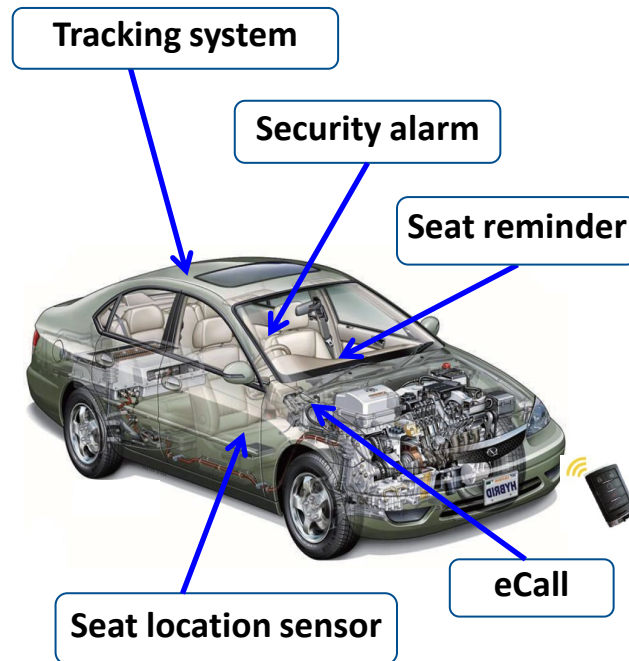 Tracking system
Security alarm
Seat reminder
HYBRID
eCall
Seat location sensor